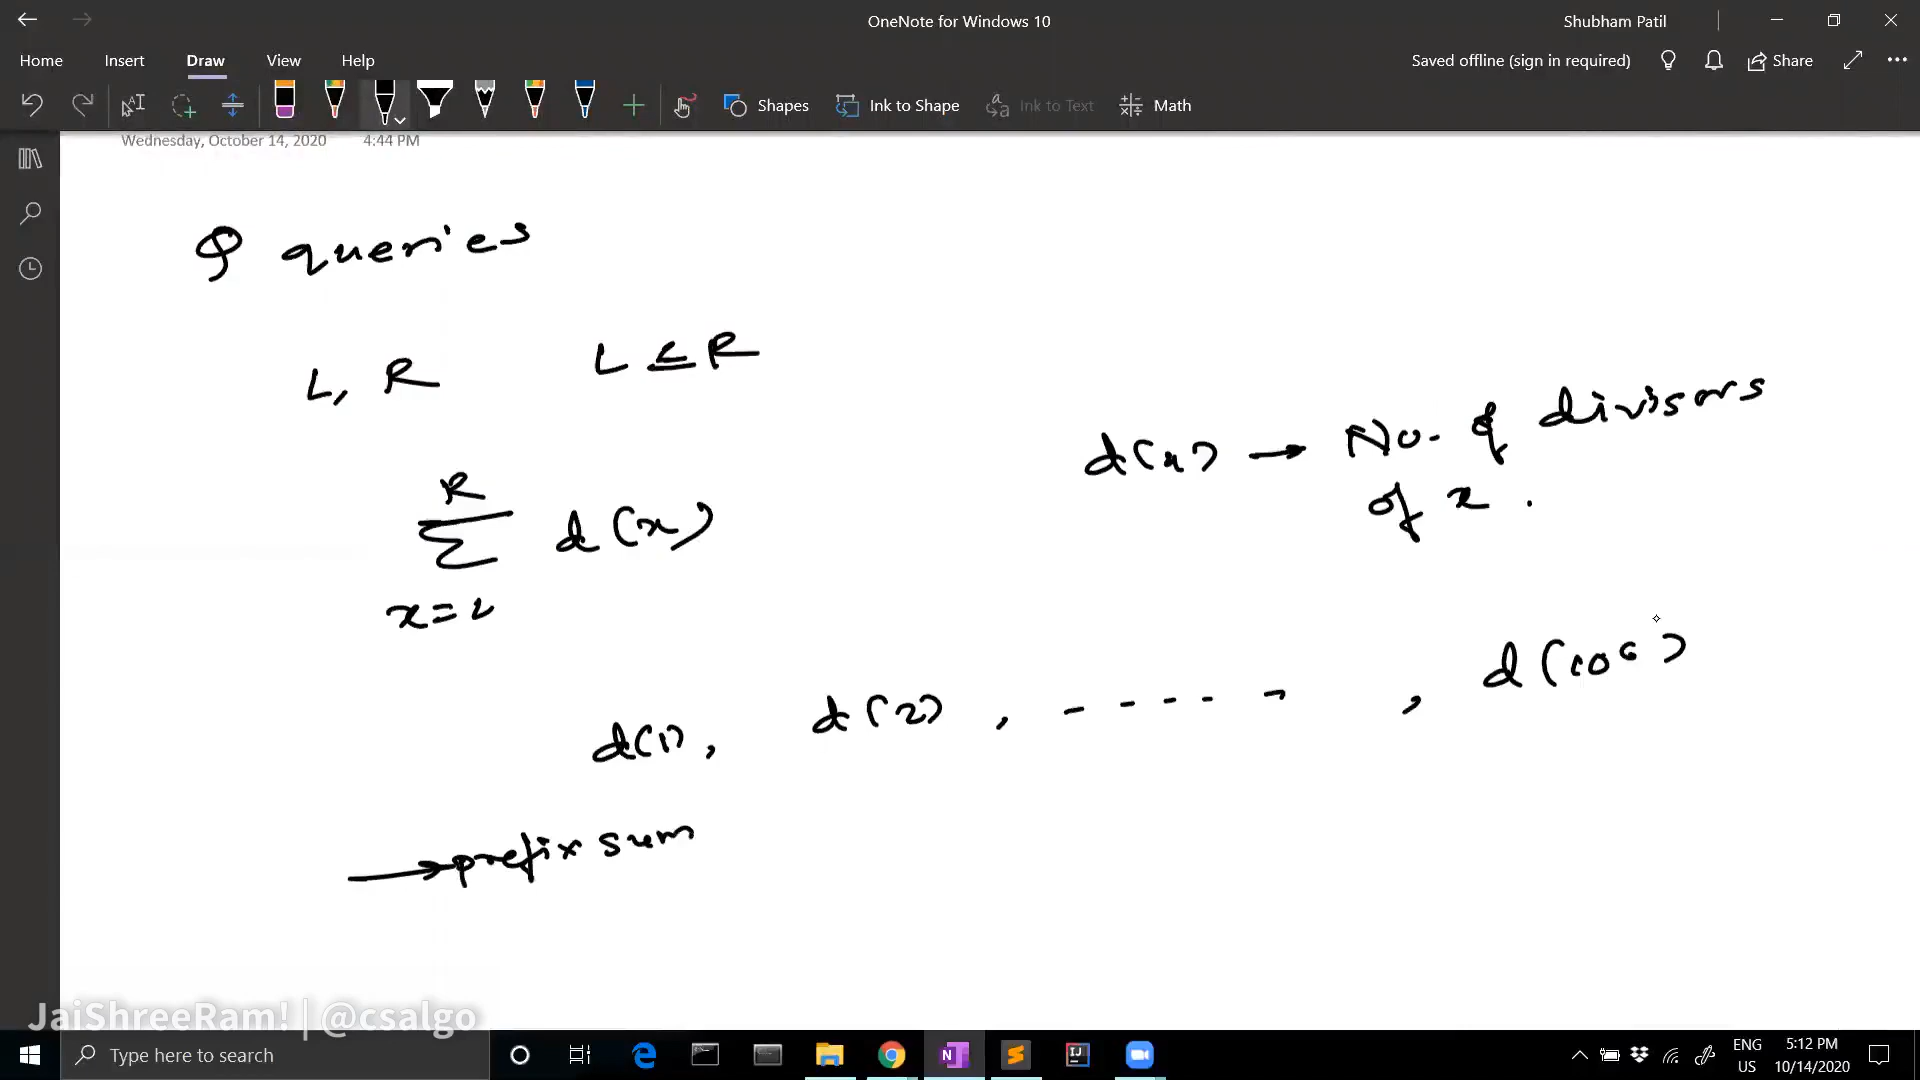 OneNote for Windows 10
Shubham Patil
Home Insert Draw View Help
Saved offline (sign in required) Share
Shapes Ink to Shape Ink to Text Math
Wednesday, October 14, 2020 4:44 PM
Q queries
L, R L ≤ R
d(x) → No. of divisors
of x.
R
∑ d(x)
x=L
d(1), d(2), ----- , d(10^6)
→ prefix sum
JaiShreeRam! | @csalgo
Type here to search
ENG
US
5:12 PM
10/14/2020